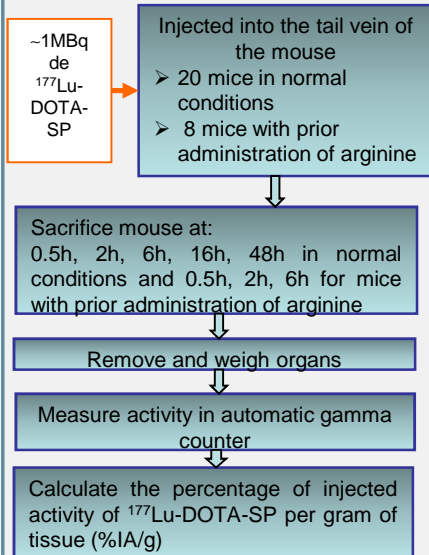 ~1MBq
de
¹⁷⁷Lu-
DOTA-
SP
Injected into the tail vein of
the mouse
➢ 20 mice in normal
conditions
➢ 8 mice with prior
administration of arginine
Sacrifice mouse at:
0.5h, 2h, 6h, 16h, 48h in normal
conditions and 0.5h, 2h, 6h for mice
with prior administration of arginine
Remove and weigh organs
Measure activity in automatic gamma
counter
Calculate the percentage of injected
activity of ¹⁷⁷Lu-DOTA-SP per gram of
tissue (%IA/g)